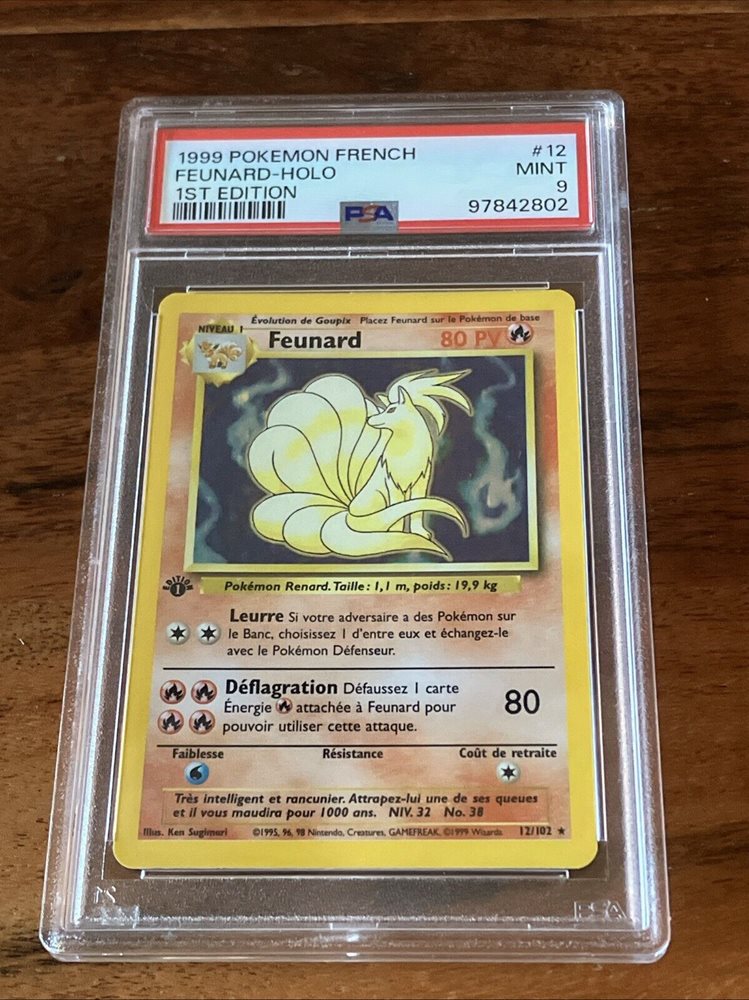 1999 POKEMON FRENCH #12
FEUNARD-HOLO MINT
1ST EDITION 9
PSA 97842802
Évolution de Goupix Placez Feunard sur le Pokémon de base
NIVEAU 1
Feunard 80 PV
Pokémon Renard. Taille: 1,1 m, poids: 19,9 kg
EDITION 1
Leurre Si votre adversaire a des Pokémon sur
le Banc, choisissez 1 d'entre eux et échangez-le
avec le Pokémon Défenseur.
Déflagration Défaussez 1 carte
Énergie attachée à Feunard pour 80
pouvoir utiliser cette attaque.
Faiblesse Résistance Coût de retraite
Très intelligent et rancunier. Attrapez-lui une de ses queues
et il vous maudira pour 1000 ans. NIV. 32 No. 38
Illus. Ken Sugimori ©1995, 96, 98 Nintendo, Creatures, GAMEFREAK. ©1999 Wizards 12/102 ★
PSA